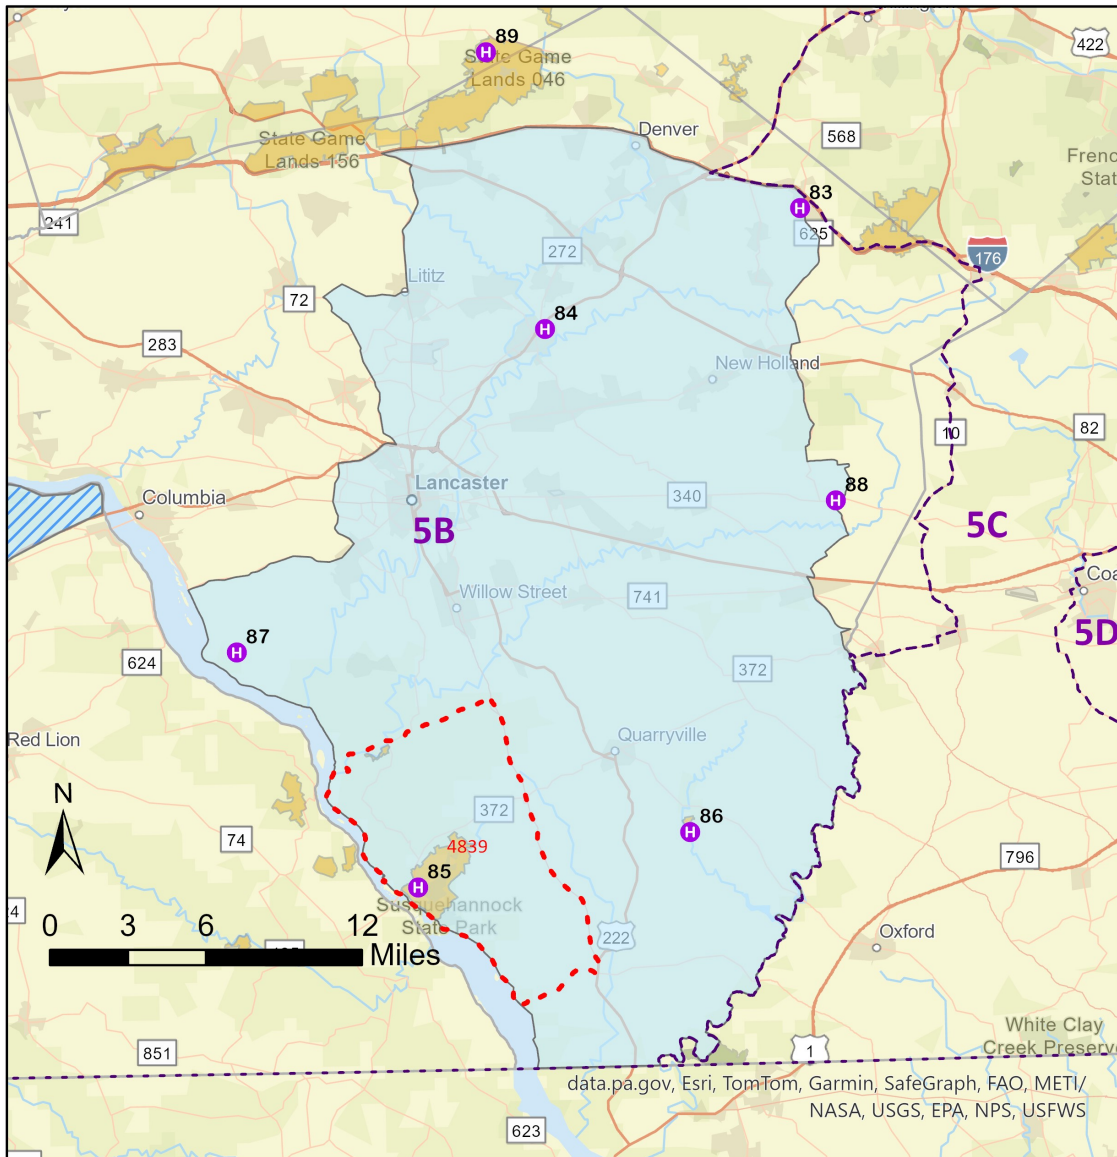 89
State Game
Lands 046
422
Denver
568
State Game
Lands 156
83
241
625
272
176
Lititz
72
84
283
New Holland
10
82
Columbia
Lancaster
340
88
5B
5C
Willow Street
741
5D
87
624
372
Red Lion
Quarryville
N
372
86
74
4839
796
85
Susquehannock
State Park
0 3 6 12
Miles
222
Oxford
White Clay
Creek Preserve
851
1
data.pa.gov, Esri, TomTom, Garmin, SafeGraph, FAO, METI/
NASA, USGS, EPA, NPS, USFWS
623